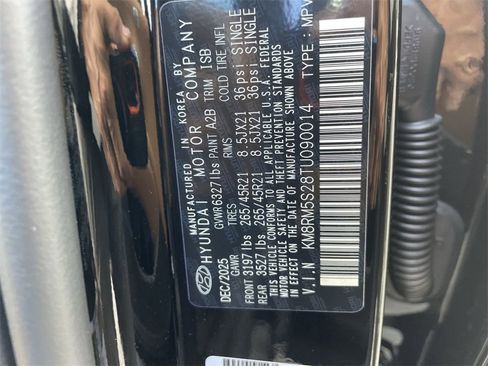 MANUFACTURED IN KOREA BY
HYUNDAI MOTOR COMPANY
DEC/2025 GVWR 6327lbs PAINT A2B TRIM 1SB
GAWR TIRES RIMS COLD TIRE INFL
FRONT 3197 lbs 265/45R21 8.5JX21 36psi SINGLE
REAR 3527 lbs 265/45R21 8.5JX21 36psi SINGLE
THIS VEHICLE CONFORMS TO ALL APPLICABLE U.S.A. FEDERAL
MOTOR VEHICLE SAFETY AND THEFT PREVENTION STANDARDS
IN EFFECT ON THE DATE OF MANUFACTURE SHOWN ABOVE
V.I.N : KM8RM5S28TU090014 TYPE : MPV